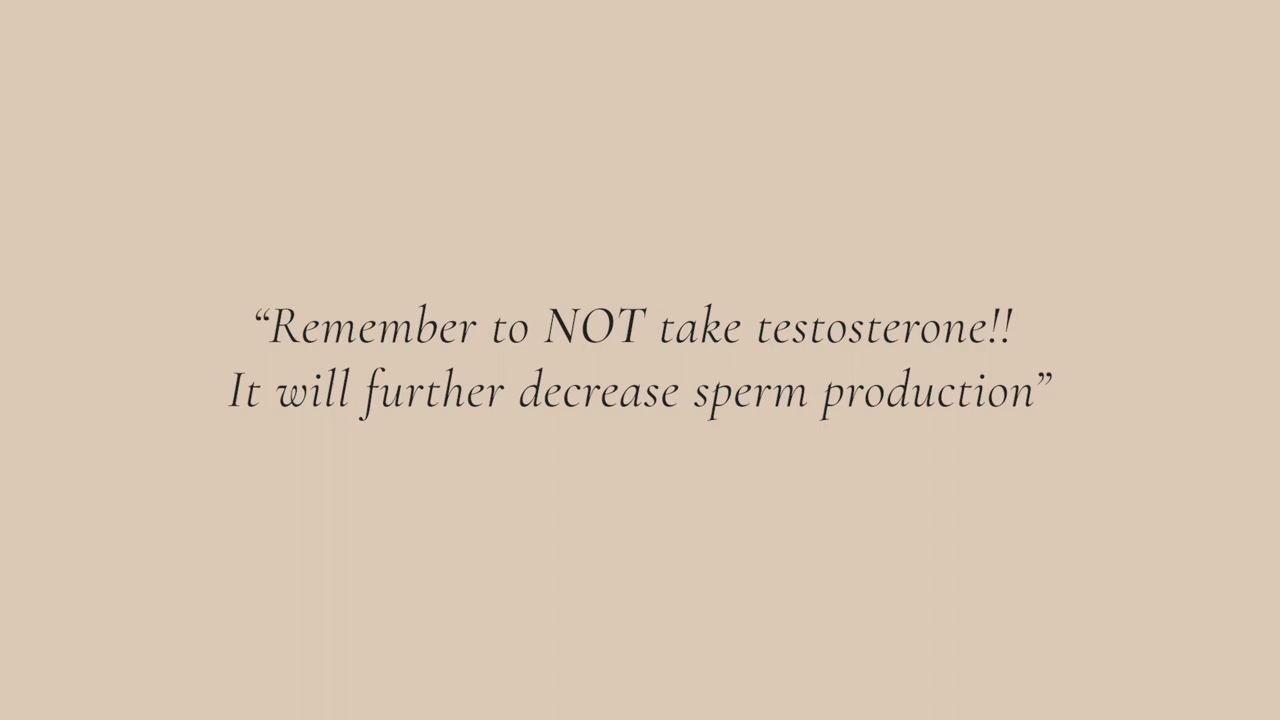 “Remember to NOT take testosterone!!
It will further decrease sperm production”